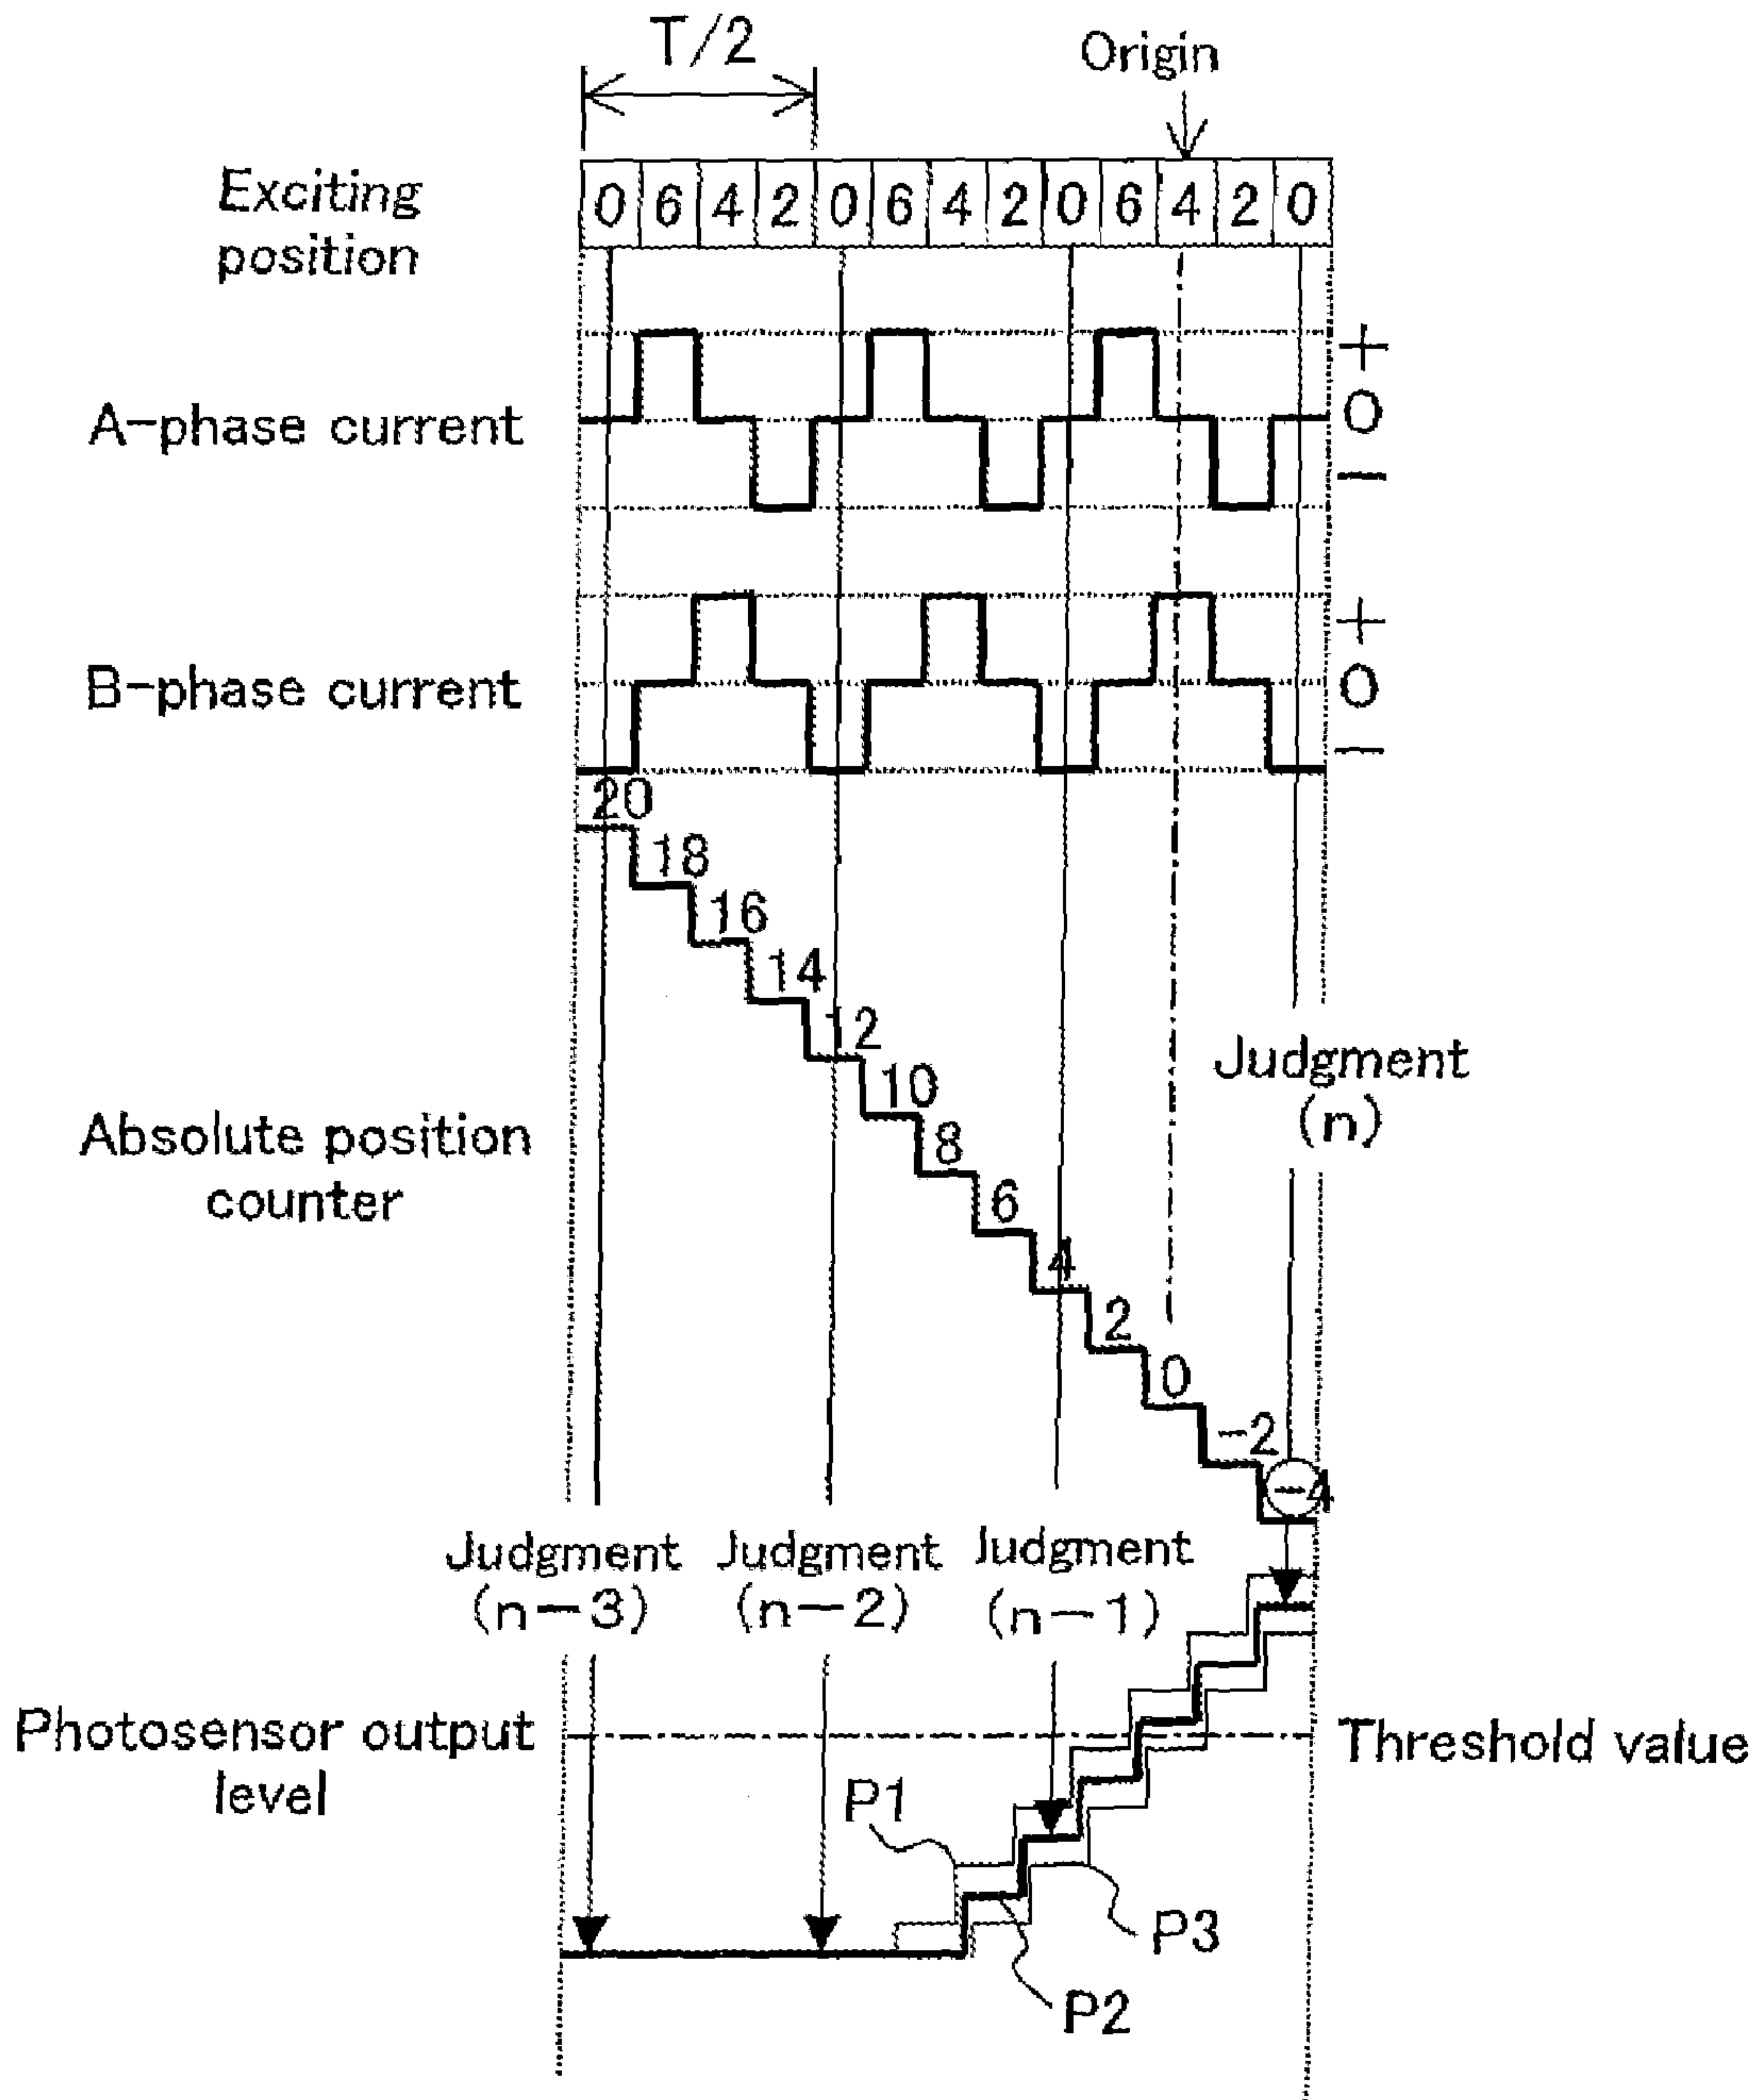 T/2
Origin
Exciting
position
0 6 4 2 0 6 4 2 0 6 4 2 0
A-phase current
+
0
−
B-phase current
+
0
−
20
18
16
14
12
10
8
6
4
2
0
-2
-4
Absolute position
counter
Judgment
(n)
Judgment
(n-3)
Judgment
(n-2)
Judgment
(n-1)
Photosensor output
level
Threshold value
P1
P3
P2